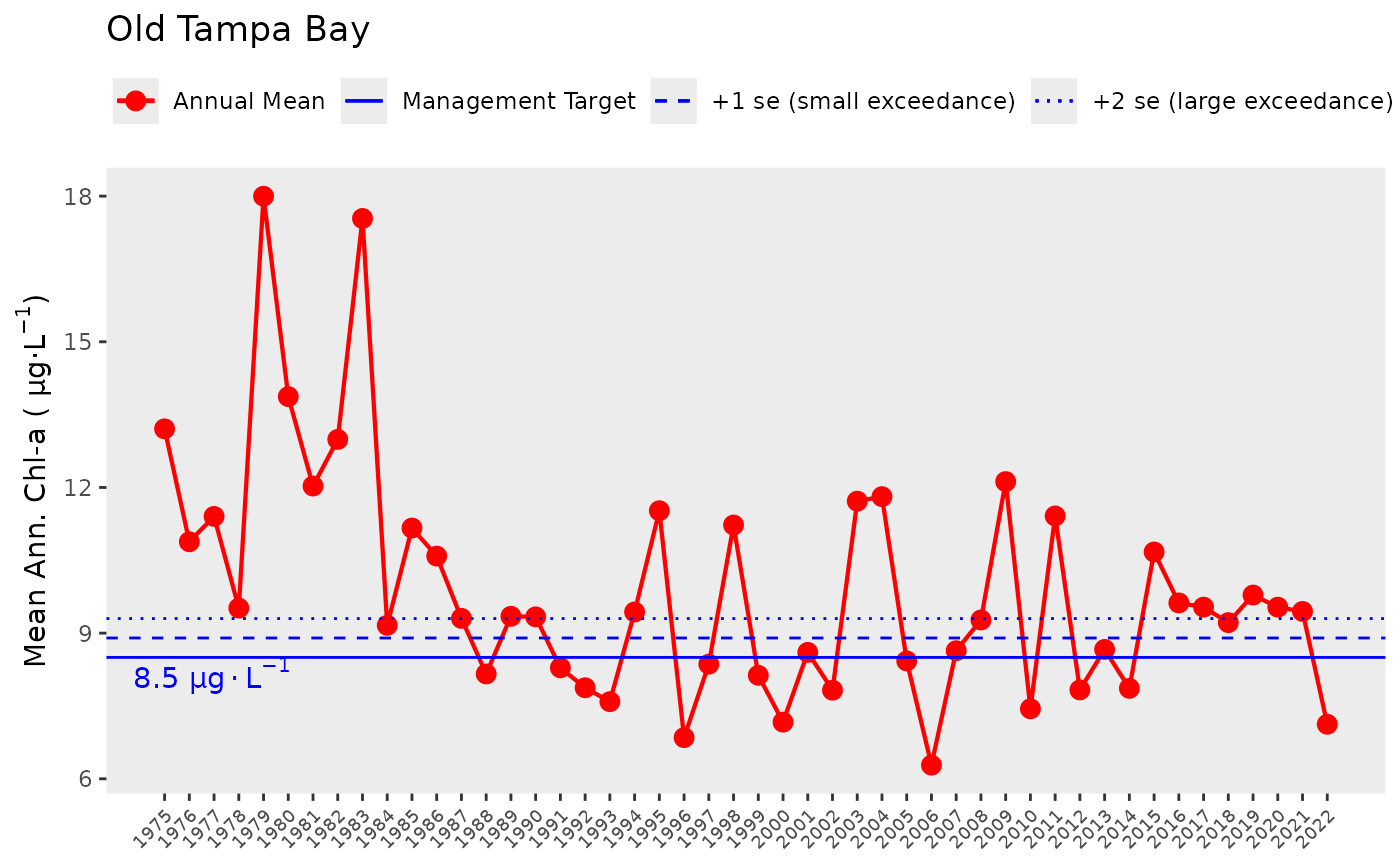 Old Tampa Bay
Annual Mean Management Target +1 se (small exceedance) +2 se (large exceedance)
Mean Ann. Chl-a ( µg·L⁻¹)
18
15
12
9
6
8.5 µg·L⁻¹
1975 1976 1977 1978 1979 1980 1981 1982 1983 1984 1985 1986 1987 1988 1989 1990 1991 1992 1993 1994 1995 1996 1997 1998 1999 2000 2001 2002 2003 2004 2005 2006 2007 2008 2009 2010 2011 2012 2013 2014 2015 2016 2017 2018 2019 2020 2021 2022